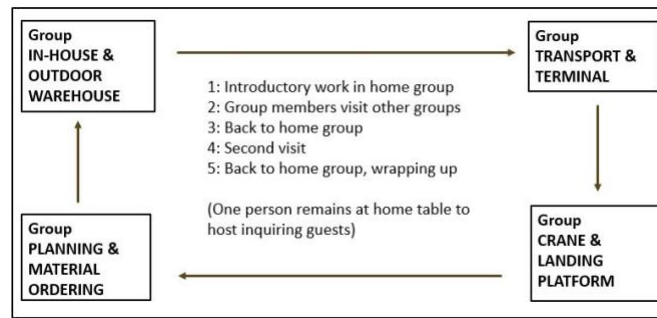 Group
IN-HOUSE &
OUTDOOR
WAREHOUSE
Group
TRANSPORT &
TERMINAL
1: Introductory work in home group
2: Group members visit other groups
3: Back to home group
4: Second visit
5: Back to home group, wrapping up
(One person remains at home table to
host inquiring guests)
Group
PLANNING &
MATERIAL
ORDERING
Group
CRANE &
LANDING
PLATFORM